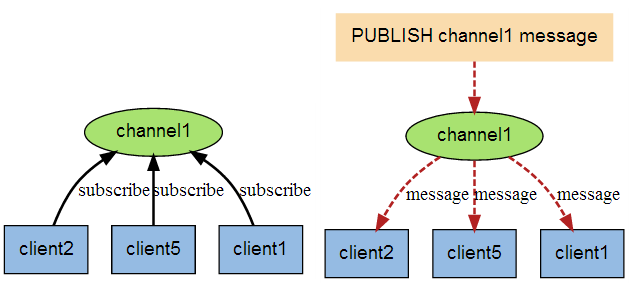 channel1
subscribe subscribe subscribe
client2 client5 client1
PUBLISH channel1 message
channel1
message message message
client2 client5 client1